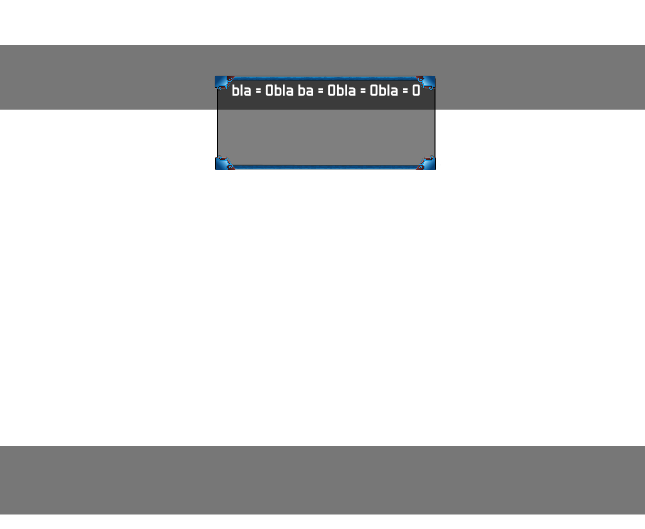 bla = 0bla ba = 0bla = 0bla = 0